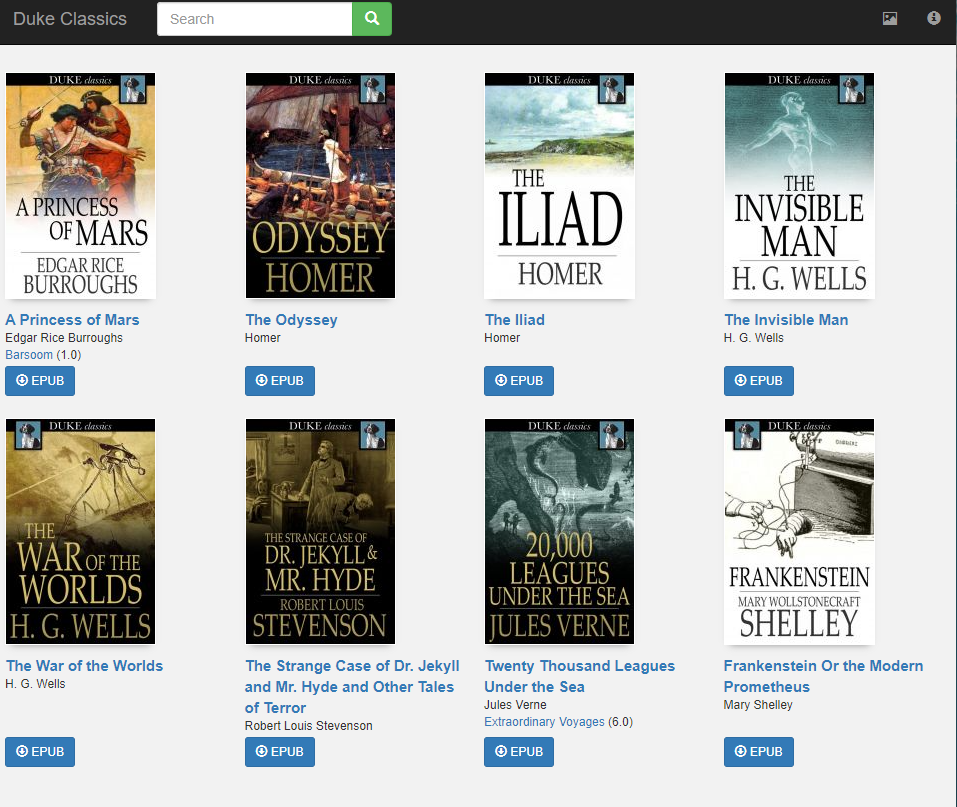 Duke Classics
Search
DUKE classics
A PRINCESS
OF MARS
EDGAR RICE
BURROUGHS
A Princess of Mars
Edgar Rice Burroughs
Barsoom (1.0)
EPUB
DUKE classics
ODYSSEY
HOMER
The Odyssey
Homer
EPUB
DUKE classics
THE
ILIAD
HOMER
The Iliad
Homer
EPUB
DUKE classics
THE
INVISIBLE
MAN
H. G. WELLS
The Invisible Man
H. G. Wells
EPUB
DUKE classics
THE
WAR OF THE
WORLDS
H. G. WELLS
The War of the Worlds
H. G. Wells
EPUB
DUKE classics
THE STRANGE CASE OF
DR. JEKYLL &
MR. HYDE
ROBERT LOUIS
STEVENSON
The Strange Case of Dr. Jekyll
and Mr. Hyde and Other Tales
of Terror
Robert Louis Stevenson
EPUB
DUKE classics
20,000
LEAGUES
UNDER THE SEA
JULES VERNE
Twenty Thousand Leagues
Under the Sea
Jules Verne
Extraordinary Voyages (6.0)
EPUB
DUKE classics
FRANKENSTEIN
MARY WOLLSTONECRAFT
SHELLEY
Frankenstein Or the Modern
Prometheus
Mary Shelley
EPUB